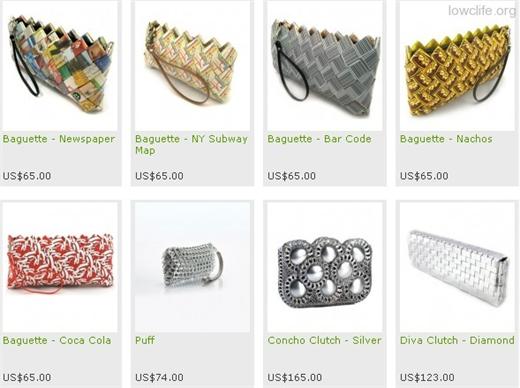 lowclife.org
Baguette - Newspaper
Baguette - NY Subway
Map
Baguette - Bar Code
Baguette - Nachos
US$65.00
US$65.00
US$65.00
US$65.00
Baguette - Coca Cola
Puff
Concho Clutch - Silver
Diva Clutch - Diamond
US$65.00
US$74.00
US$165.00
US$123.00